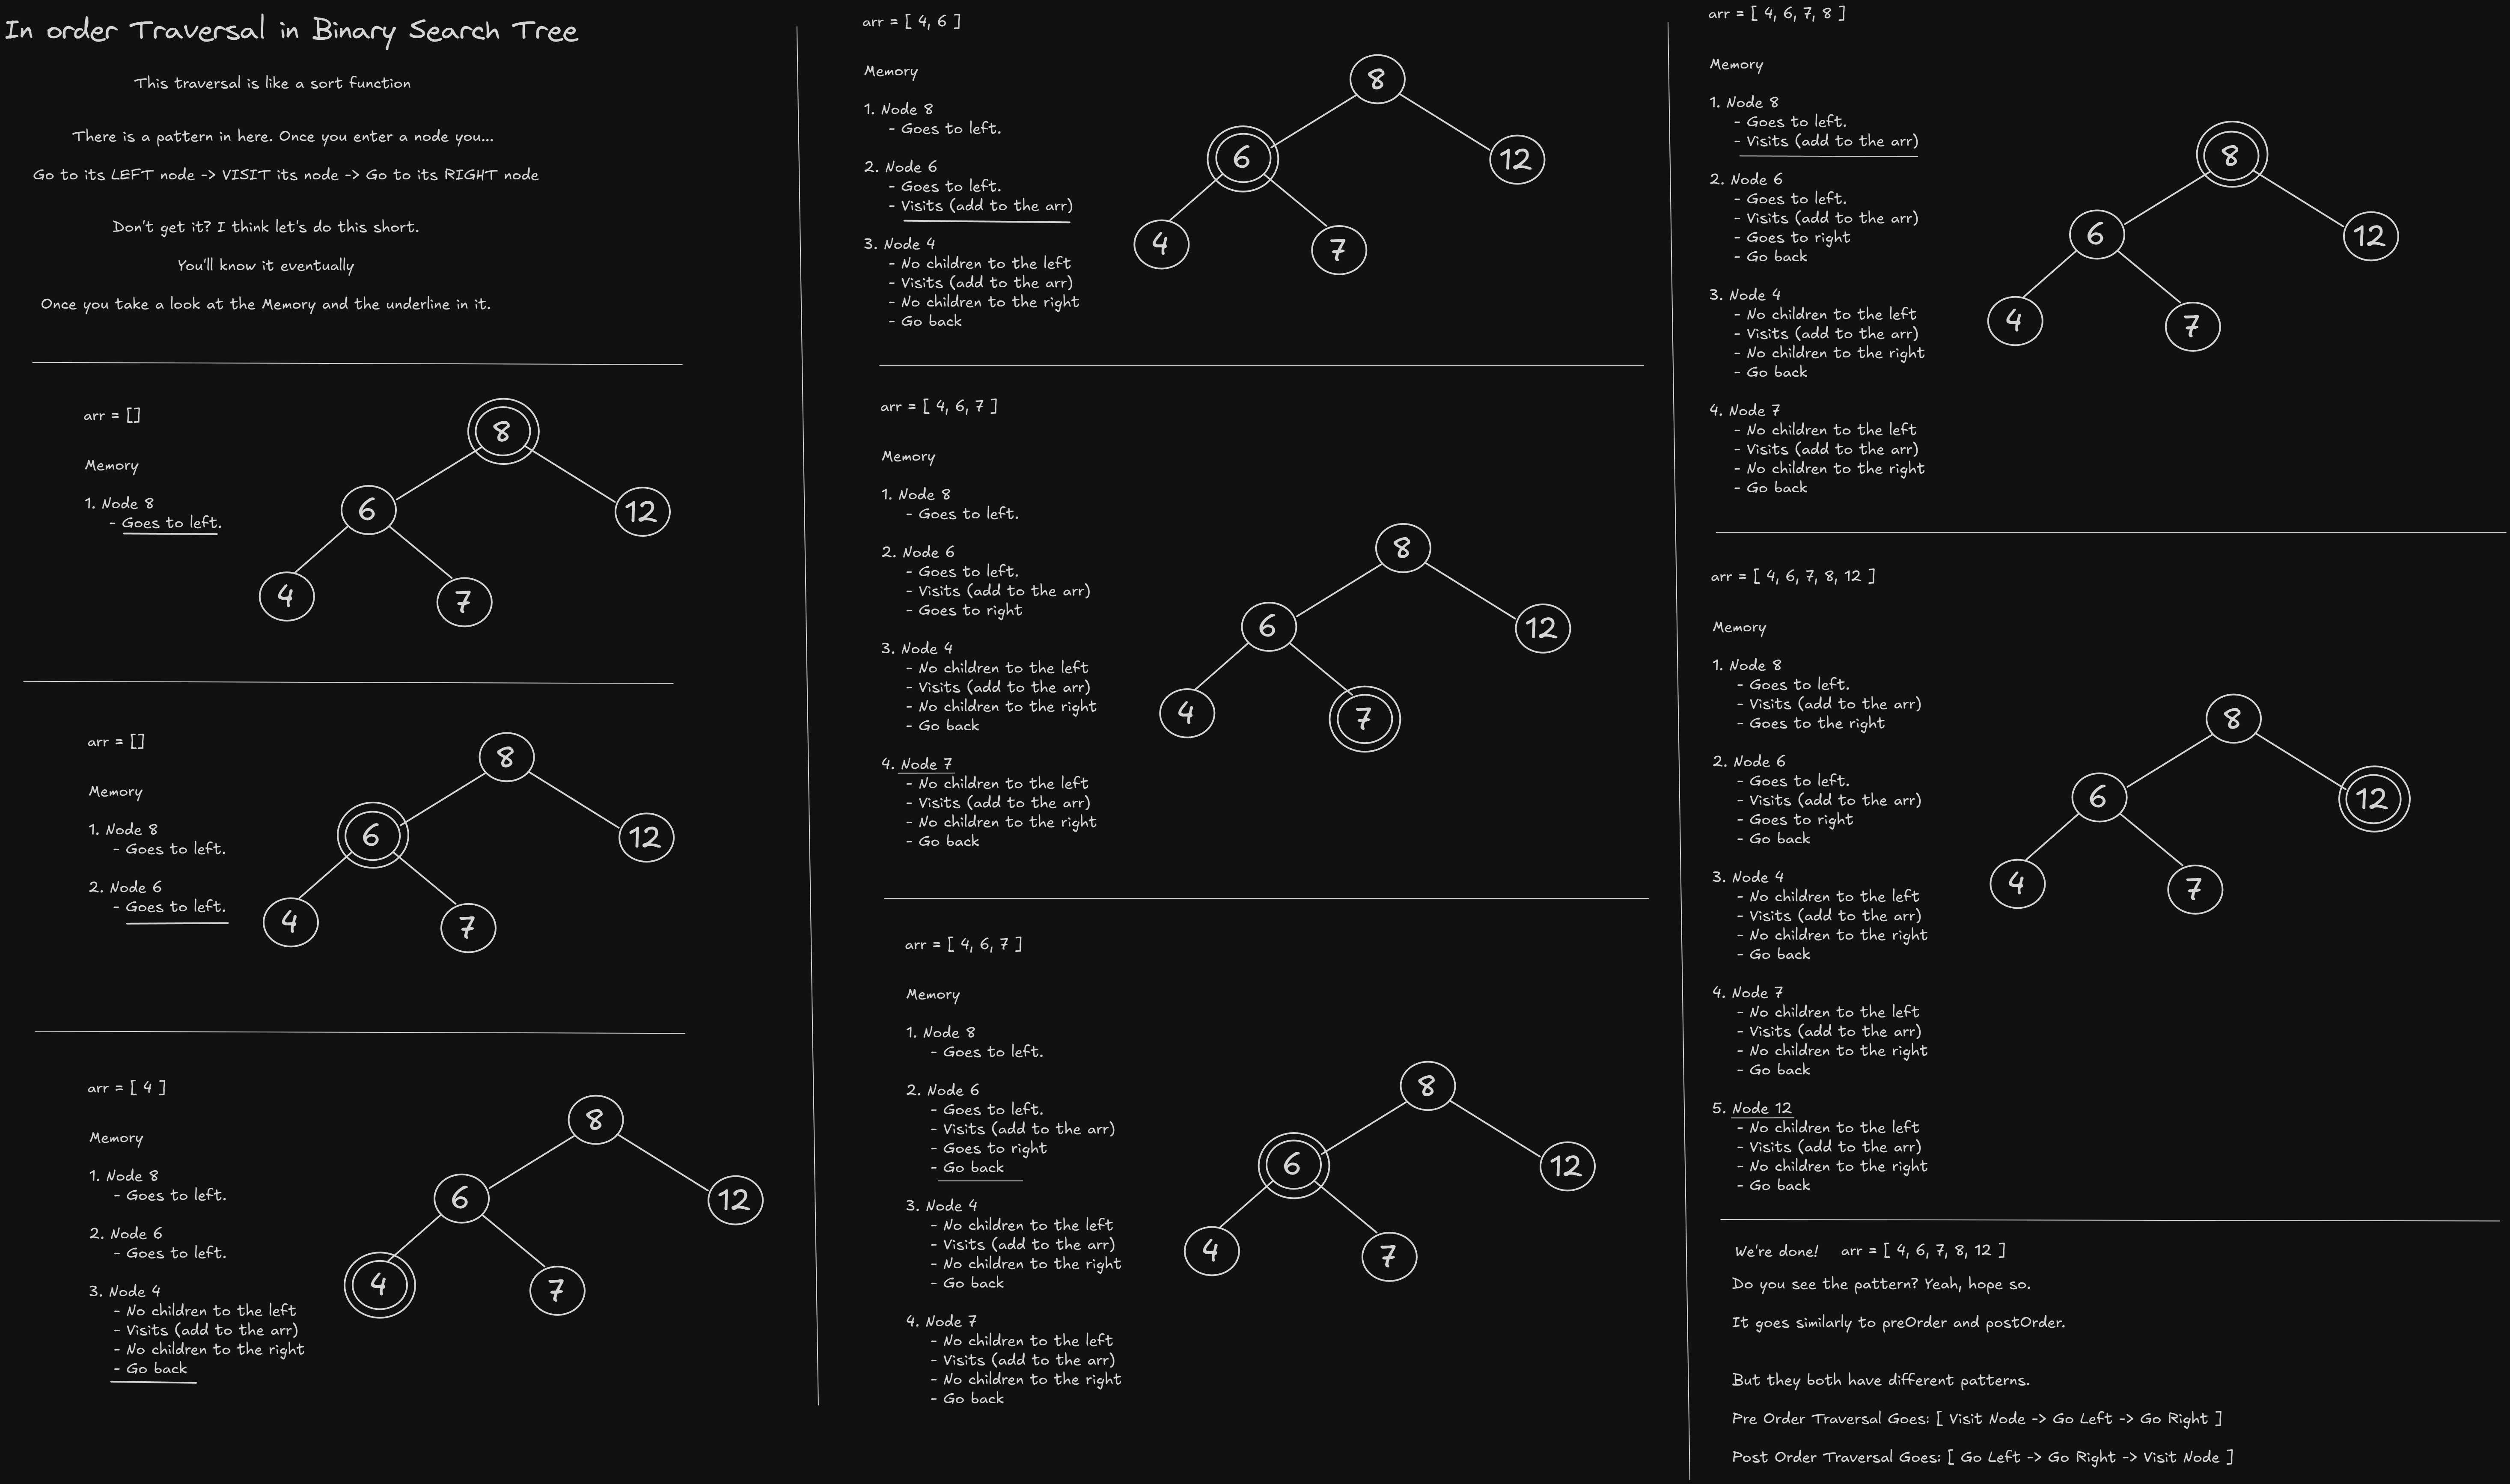 In order Traversal in Binary Search Tree
This traversal is like a sort function
There is a pattern in here. Once you enter a node you...
Go to its LEFT node -> VISIT its node -> Go to its RIGHT node
Don't get it? I think let's do this short.
You'll know it eventually
Once you take a look at the Memory and the underline in it.
arr = []
Memory
1. Node 8
- Goes to left.
8
6
12
4
7
arr = []
Memory
1. Node 8
- Goes to left.
2. Node 6
- Goes to left.
8
6
12
4
7
arr = [ 4 ]
Memory
1. Node 8
- Goes to left.
2. Node 6
- Goes to left.
3. Node 4
- No children to the left
- Visits (add to the arr)
- No children to the right
- Go back
8
6
12
4
7
arr = [ 4, 6 ]
Memory
1. Node 8
- Goes to left.
2. Node 6
- Goes to left.
- Visits (add to the arr)
3. Node 4
- No children to the left
- Visits (add to the arr)
- No children to the right
- Go back
8
6
12
4
7
arr = [ 4, 6, 7 ]
Memory
1. Node 8
- Goes to left.
2. Node 6
- Goes to left.
- Visits (add to the arr)
- Goes to right
3. Node 4
- No children to the left
- Visits (add to the arr)
- No children to the right
- Go back
4. Node 7
- No children to the left
- Visits (add to the arr)
- No children to the right
- Go back
8
6
12
4
7
arr = [ 4, 6, 7 ]
Memory
1. Node 8
- Goes to left.
2. Node 6
- Goes to left.
- Visits (add to the arr)
- Goes to right
- Go back
3. Node 4
- No children to the left
- Visits (add to the arr)
- No children to the right
- Go back
4. Node 7
- No children to the left
- Visits (add to the arr)
- No children to the right
- Go back
8
6
12
4
7
arr = [ 4, 6, 7, 8 ]
Memory
1. Node 8
- Goes to left.
- Visits (add to the arr)
2. Node 6
- Goes to left.
- Visits (add to the arr)
- Goes to right
- Go back
3. Node 4
- No children to the left
- Visits (add to the arr)
- No children to the right
- Go back
4. Node 7
- No children to the left
- Visits (add to the arr)
- No children to the right
- Go back
8
6
12
4
7
arr = [ 4, 6, 7, 8, 12 ]
Memory
1. Node 8
- Goes to left.
- Visits (add to the arr)
- Goes to the right
2. Node 6
- Goes to left.
- Visits (add to the arr)
- Goes to right
- Go back
3. Node 4
- No children to the left
- Visits (add to the arr)
- No children to the right
- Go back
4. Node 7
- No children to the left
- Visits (add to the arr)
- No children to the right
- Go back
5. Node 12
- No children to the left
- Visits (add to the arr)
- No children to the right
- Go back
8
6
12
4
7
We're done! arr = [ 4, 6, 7, 8, 12 ]
Do you see the pattern? Yeah, hope so.
It goes similarly to preOrder and postOrder.
But they both have different patterns.
Pre Order Traversal Goes: [ Visit Node -> Go Left -> Go Right ]
Post Order Traversal Goes: [ Go Left -> Go Right -> Visit Node ]